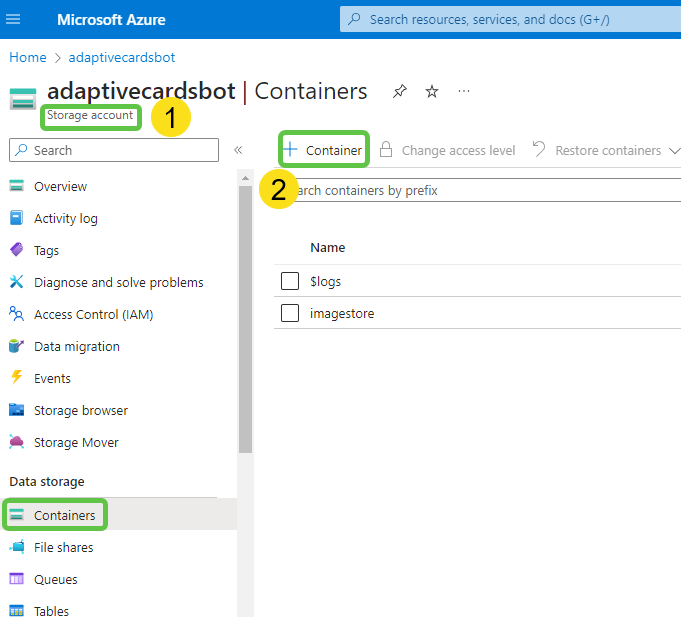 Microsoft Azure
Search resources, services, and docs (G+/)
Home > adaptivecardsbot
adaptivecardsbot | Containers
Storage account
1
Search
«
Container
Change access level
Restore containers
2
arch containers by prefix
Overview
Activity log
Tags
Diagnose and solve problems
Access Control (IAM)
Data migration
Events
Storage browser
Storage Mover
Data storage
Containers
File shares
Queues
Tables
Name
$logs
imagestore